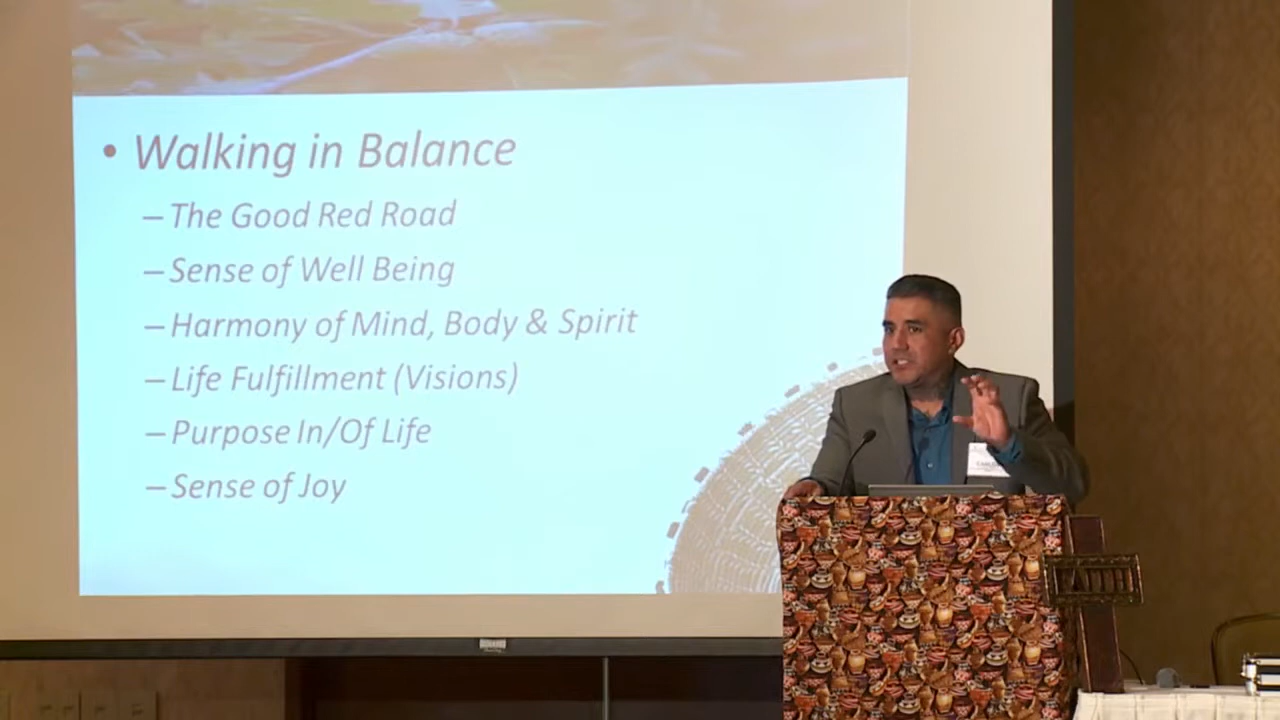 • Walking in Balance
– The Good Red Road
– Sense of Well Being
– Harmony of Mind, Body & Spirit
– Life Fulfillment (Visions)
– Purpose In/Of Life
– Sense of Joy